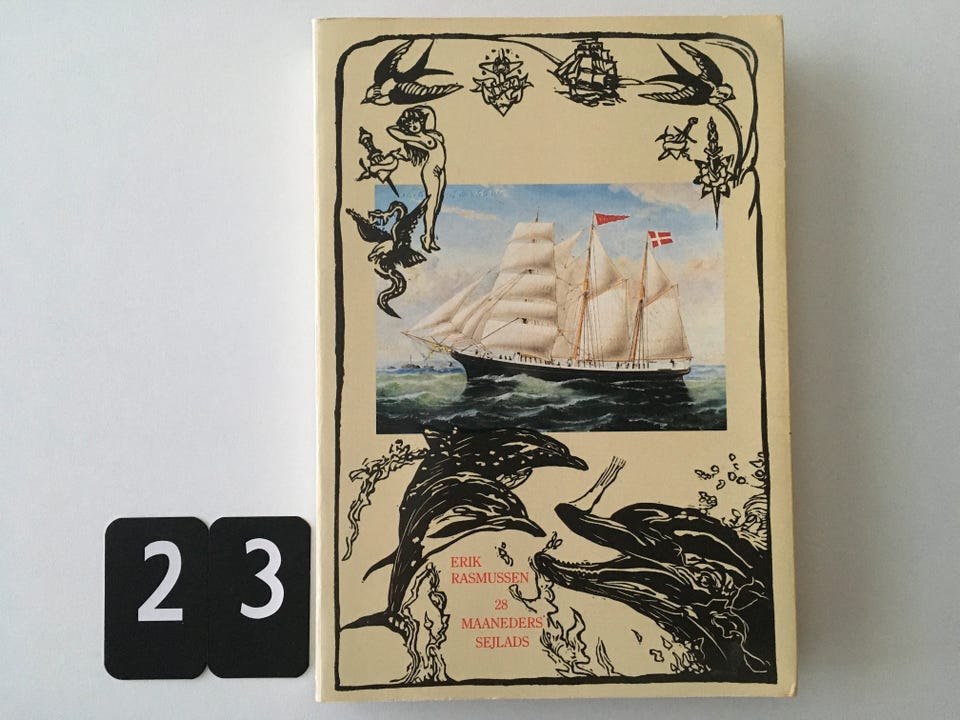 23
ERIK
RASMUSSEN
28
MAANEDERS
SEJLADS